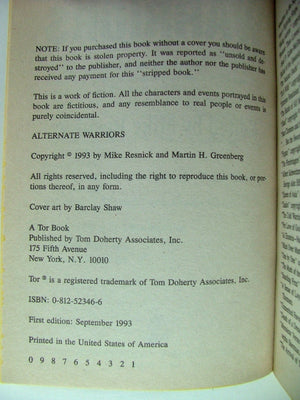 NOTE: If you purchased this book without a cover you should be aware
that this book is stolen property. It was reported as "unsold and de-
stroyed" to the publisher, and neither the author nor the publisher has
received any payment for this "stripped book."
This is a work of fiction. All the characters and events portrayed in this
book are fictitious, and any resemblance to real people or events is
purely coincidental.
ALTERNATE WARRIORS
Copyright © 1993 by Mike Resnick and Martin H. Greenberg
All rights reserved, including the right to reproduce this book, or por-
tions thereof, in any form.
Cover art by Barclay Shaw
A Tor Book
Published by Tom Doherty Associates, Inc.
175 Fifth Avenue
New York, N.Y. 10010
Tor ® is a registered trademark of Tom Doherty Associates, Inc.
ISBN: 0-812-52346-6
First edition: September 1993
Printed in the United States of America
0 9 8 7 6 5 4 3 2 1